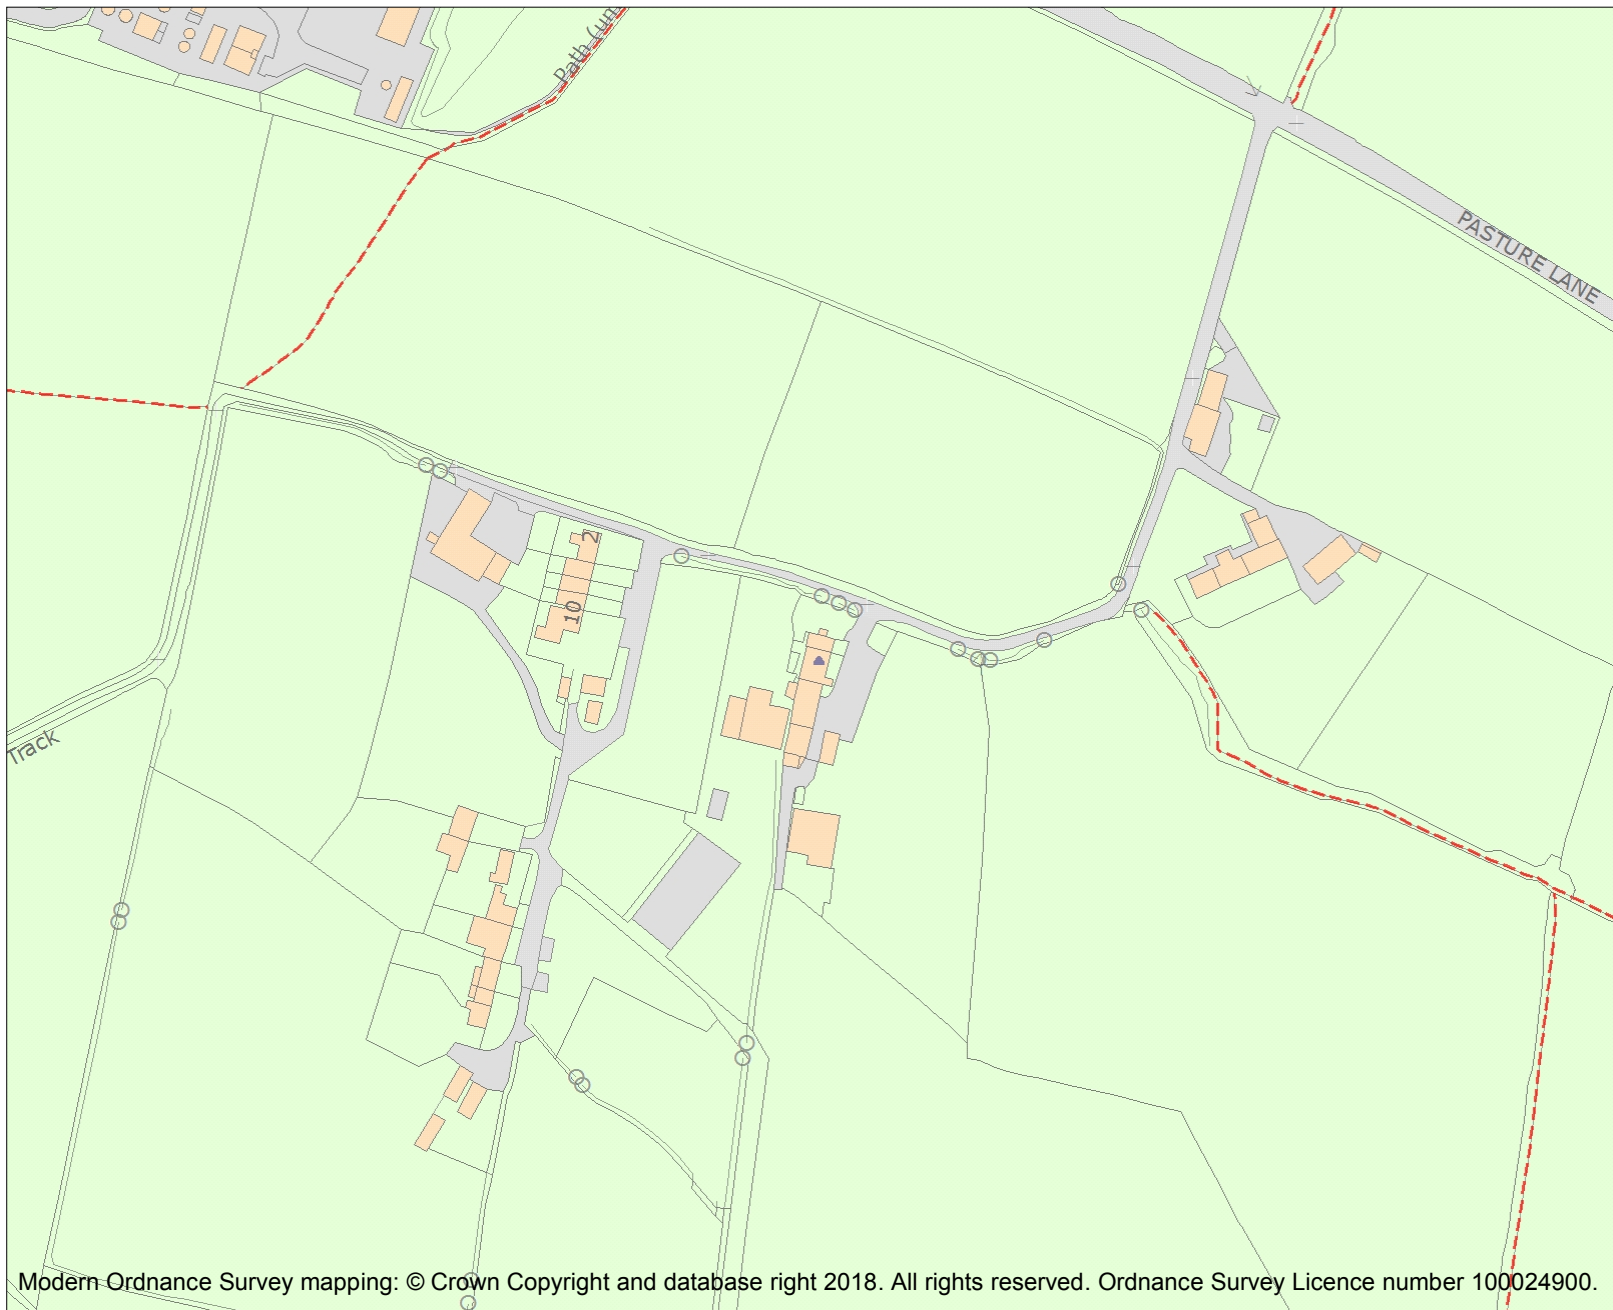 Path (un
PASTURE LANE
2
10
Track
Modern Ordnance Survey mapping: © Crown Copyright and database right 2018. All rights reserved. Ordnance Survey Licence number 100024900.